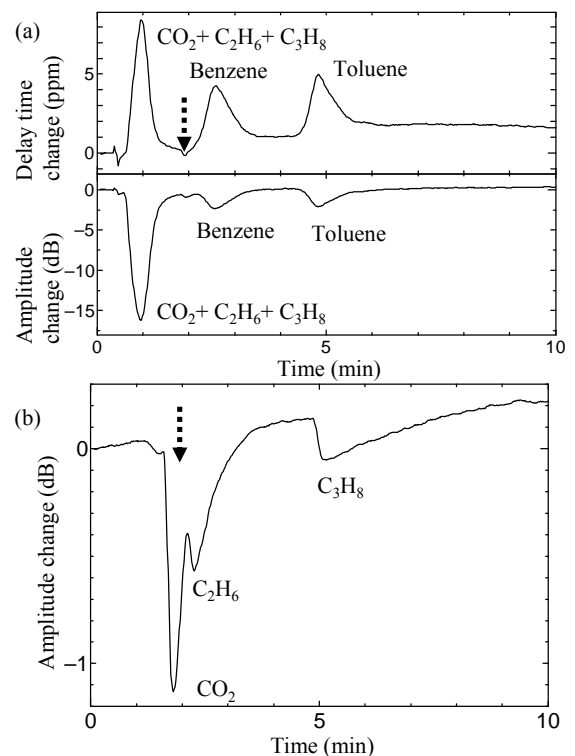 (a)
CO₂+ C₂H₆+ C₃H₈
Benzene
Toluene
Delay time
change (ppm)
5
0
Benzene
Toluene
CO₂+ C₂H₆+ C₃H₈
Amplitude
change (dB)
0
−5
−10
−15
0
5
10
Time (min)
(b)
Amplitude change (dB)
0
−1
C₂H₆
C₃H₈
CO₂
0
5
10
Time (min)